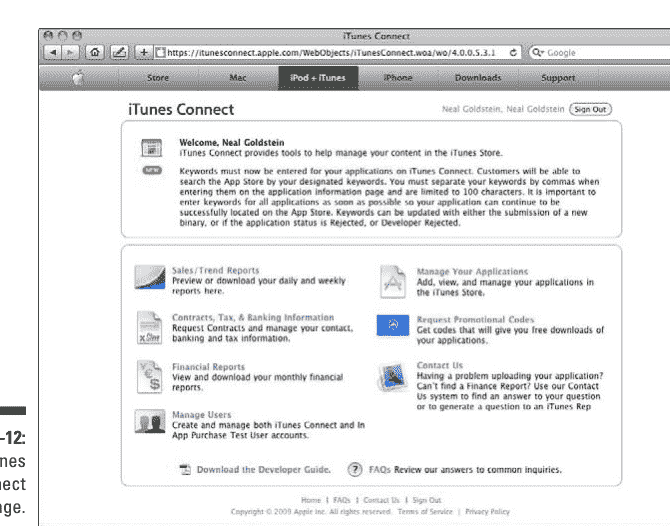 iTunes Connect
https://itunesconnect.apple.com/WebObjects/iTunesConnect.woa/wo/4.0.0.5.3.1
Google
Store Mac iPod + iTunes iPhone Downloads Support
iTunes Connect
Neal Goldstein, Neal Goldstein Sign Out
Welcome, Neal Goldstein
iTunes Connect provides tools to help manage your content in the iTunes Store.
NEW
Keywords must now be entered for your applications on iTunes Connect. Customers will be able to
search the App Store by your designated keywords. You must separate your keywords by commas when
entering them on the application information page and are limited to 100 characters. It is important to
enter keywords for all applications as soon as possible so your application can continue to be
successfully located on the App Store. Keywords can be updated with either the submission of a new
binary, or if the application status is Rejected, or Developer Rejected.
Sales/Trend Reports
Preview or download your daily and weekly
reports here.
Contracts, Tax, & Banking Information
Request Contracts and manage your contact,
banking and tax information.
Financial Reports
View and download your monthly financial
reports.
Manage Users
Create and manage both iTunes Connect and In
App Purchase Test User accounts.
Manage Your Applications
Add, view, and manage your applications in
the iTunes Store.
Request Promotional Codes
Get codes that will give you free downloads of
your applications.
Contact Us
Having a problem uploading your application?
Can't find a Finance Report? Use our Contact
Us system to find an answer to your question
or to generate a question to an iTunes Rep
Download the Developer Guide.
? FAQs Review our answers to common inquiries.
Home | FAQs | Contact Us | Sign Out
Copyright © 2009 Apple Inc. All rights reserved. Terms of Service | Privacy Policy
-12:
nes
nect
age.